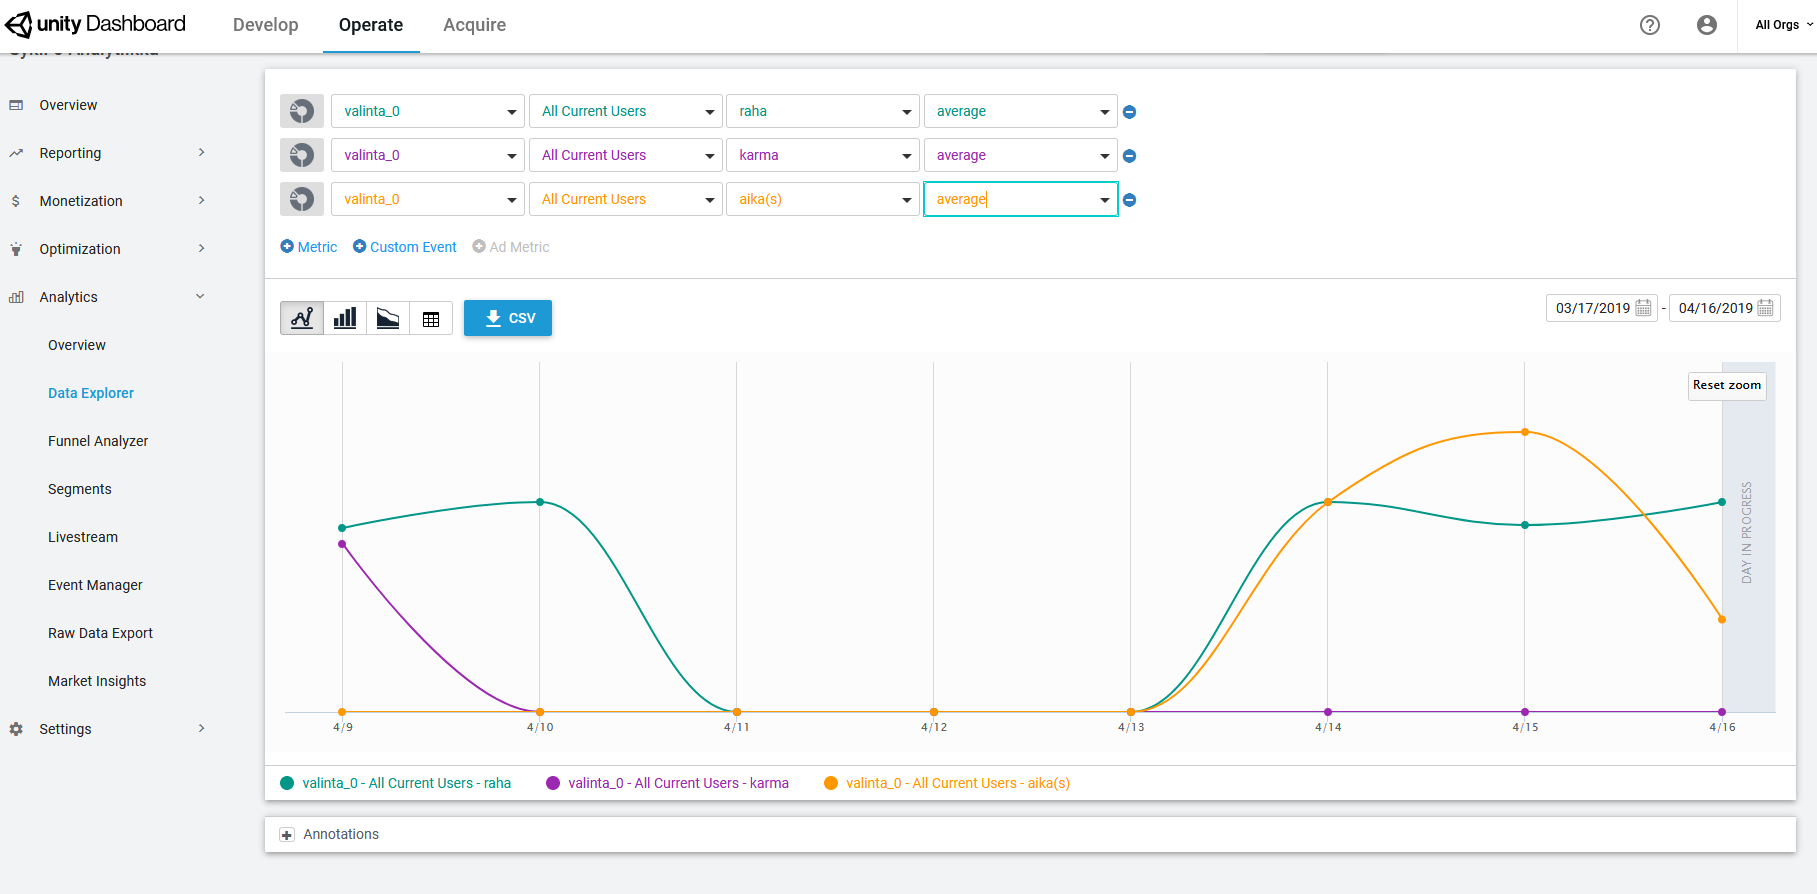 unity Dashboard Develop Operate Acquire All Orgs
Overview
Reporting
Monetization
Optimization
Analytics
Overview
Data Explorer
Funnel Analyzer
Segments
Livestream
Event Manager
Raw Data Export
Market Insights
Settings
valinta_0 All Current Users raha average
valinta_0 All Current Users karma average
valinta_0 All Current Users aika(s) average
Metric Custom Event Ad Metric
CSV 03/17/2019 - 04/16/2019
Reset zoom
DAY IN PROGRESS
4/9 4/10 4/11 4/12 4/13 4/14 4/15 4/16
valinta_0 - All Current Users - raha valinta_0 - All Current Users - karma valinta_0 - All Current Users - aika(s)
Annotations